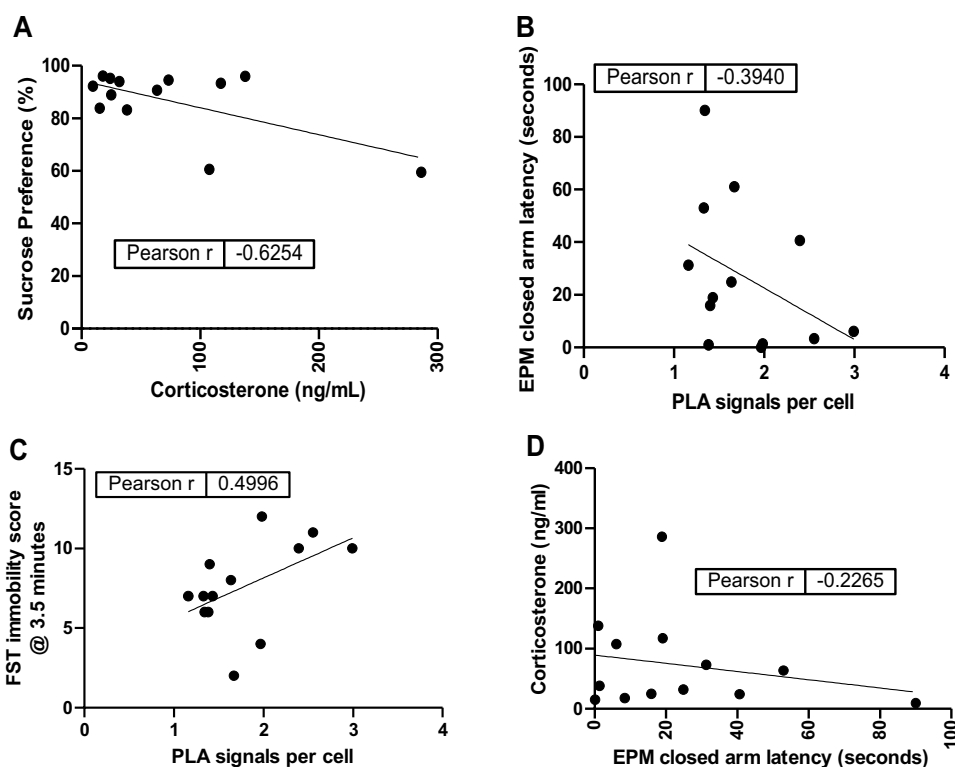 A
Sucrose Preference (%)
100
80
60
40
20
0
Pearson r -0.6254
0 100 200 300
Corticosterone (ng/mL)
B
EPM closed arm latency (seconds)
Pearson r -0.3940
100
80
60
40
20
0
0 1 2 3 4
PLA signals per cell
C
FST immobility score
@ 3.5 minutes
Pearson r 0.4996
15
10
5
0
0 1 2 3 4
PLA signals per cell
D
Corticosterone (ng/ml)
400
300
200
100
0
Pearson r -0.2265
0 20 40 60 80 100
EPM closed arm latency (seconds)